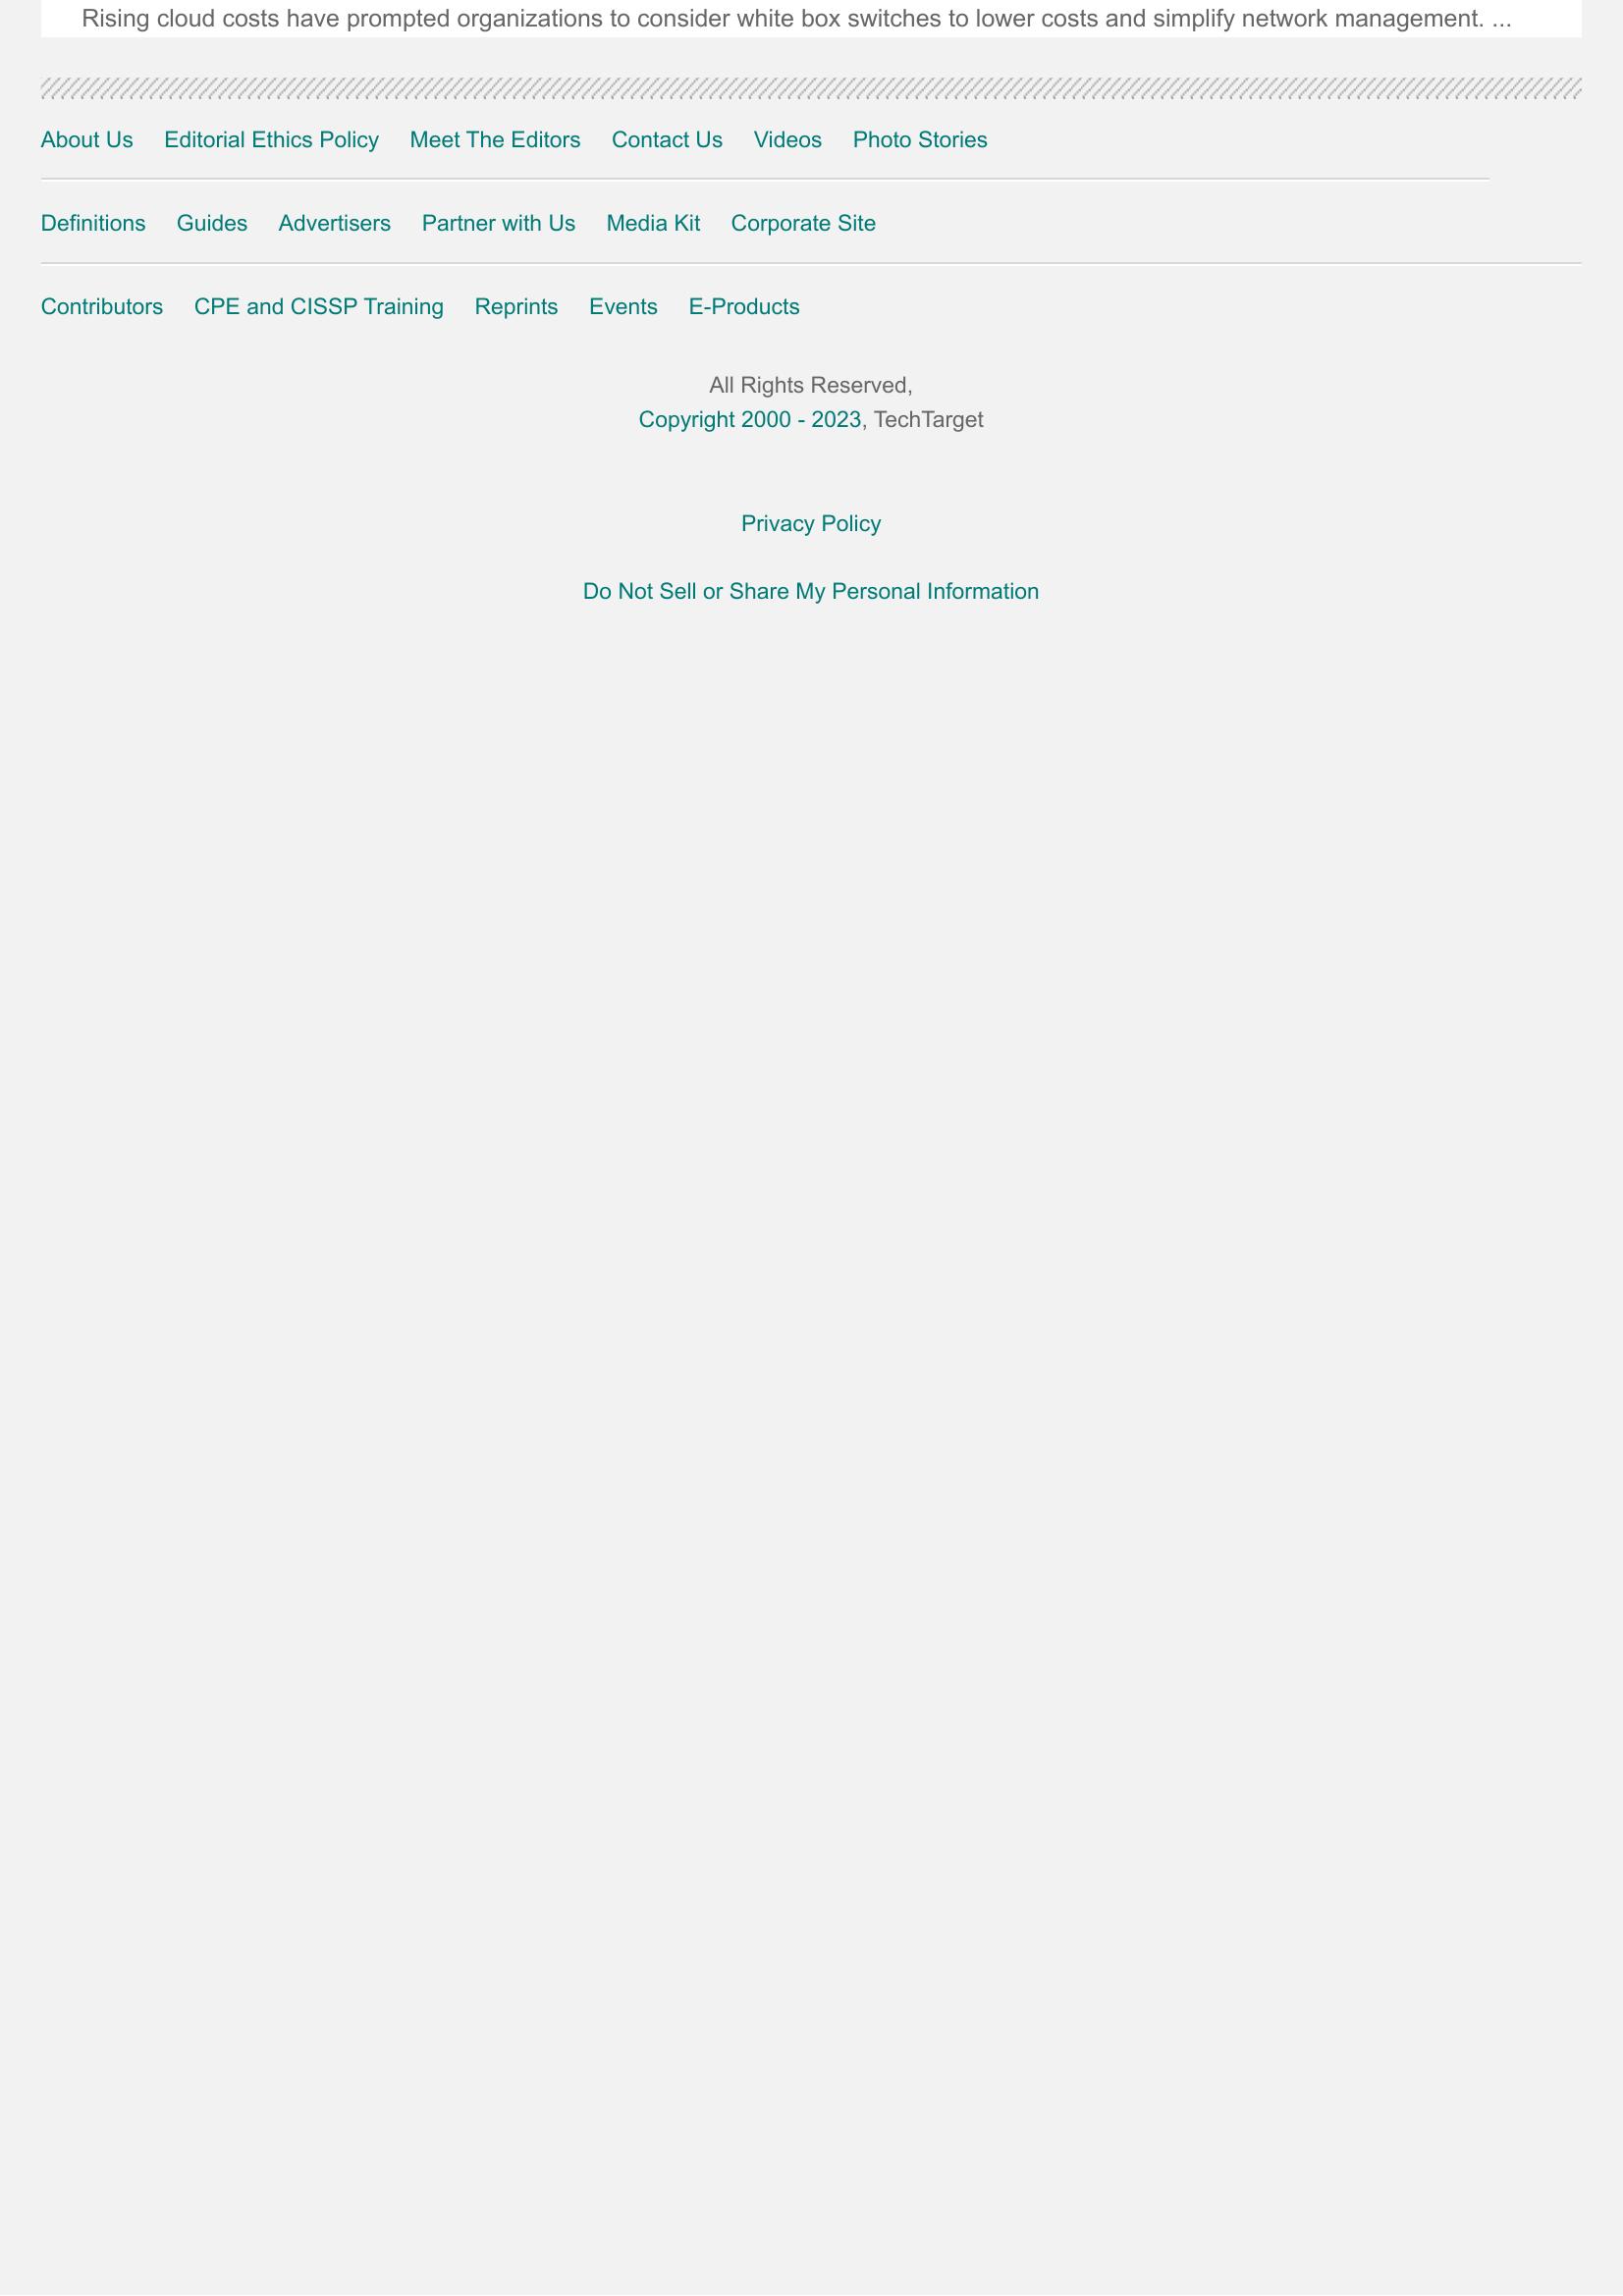 Rising cloud costs have prompted organizations to consider white box switches to lower costs and simplify network management. ...
About Us Editorial Ethics Policy Meet The Editors Contact Us Videos Photo Stories
Definitions Guides Advertisers Partner with Us Media Kit Corporate Site
Contributors CPE and CISSP Training Reprints Events E-Products
All Rights Reserved,
Copyright 2000 - 2023, TechTarget
Privacy Policy
Do Not Sell or Share My Personal Information